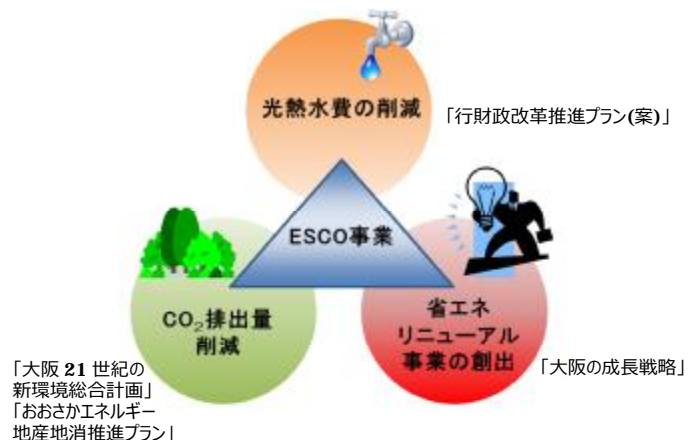 光熱水費の削減
「行財政改革推進プラン(案)」
ESCO事業
CO₂排出量
削減
省エネ
リニューアル
事業の創出
「大阪 21 世紀の
新環境総合計画」
「おおさかエネルギー
地産地消推進プラン」
「大阪の成長戦略」